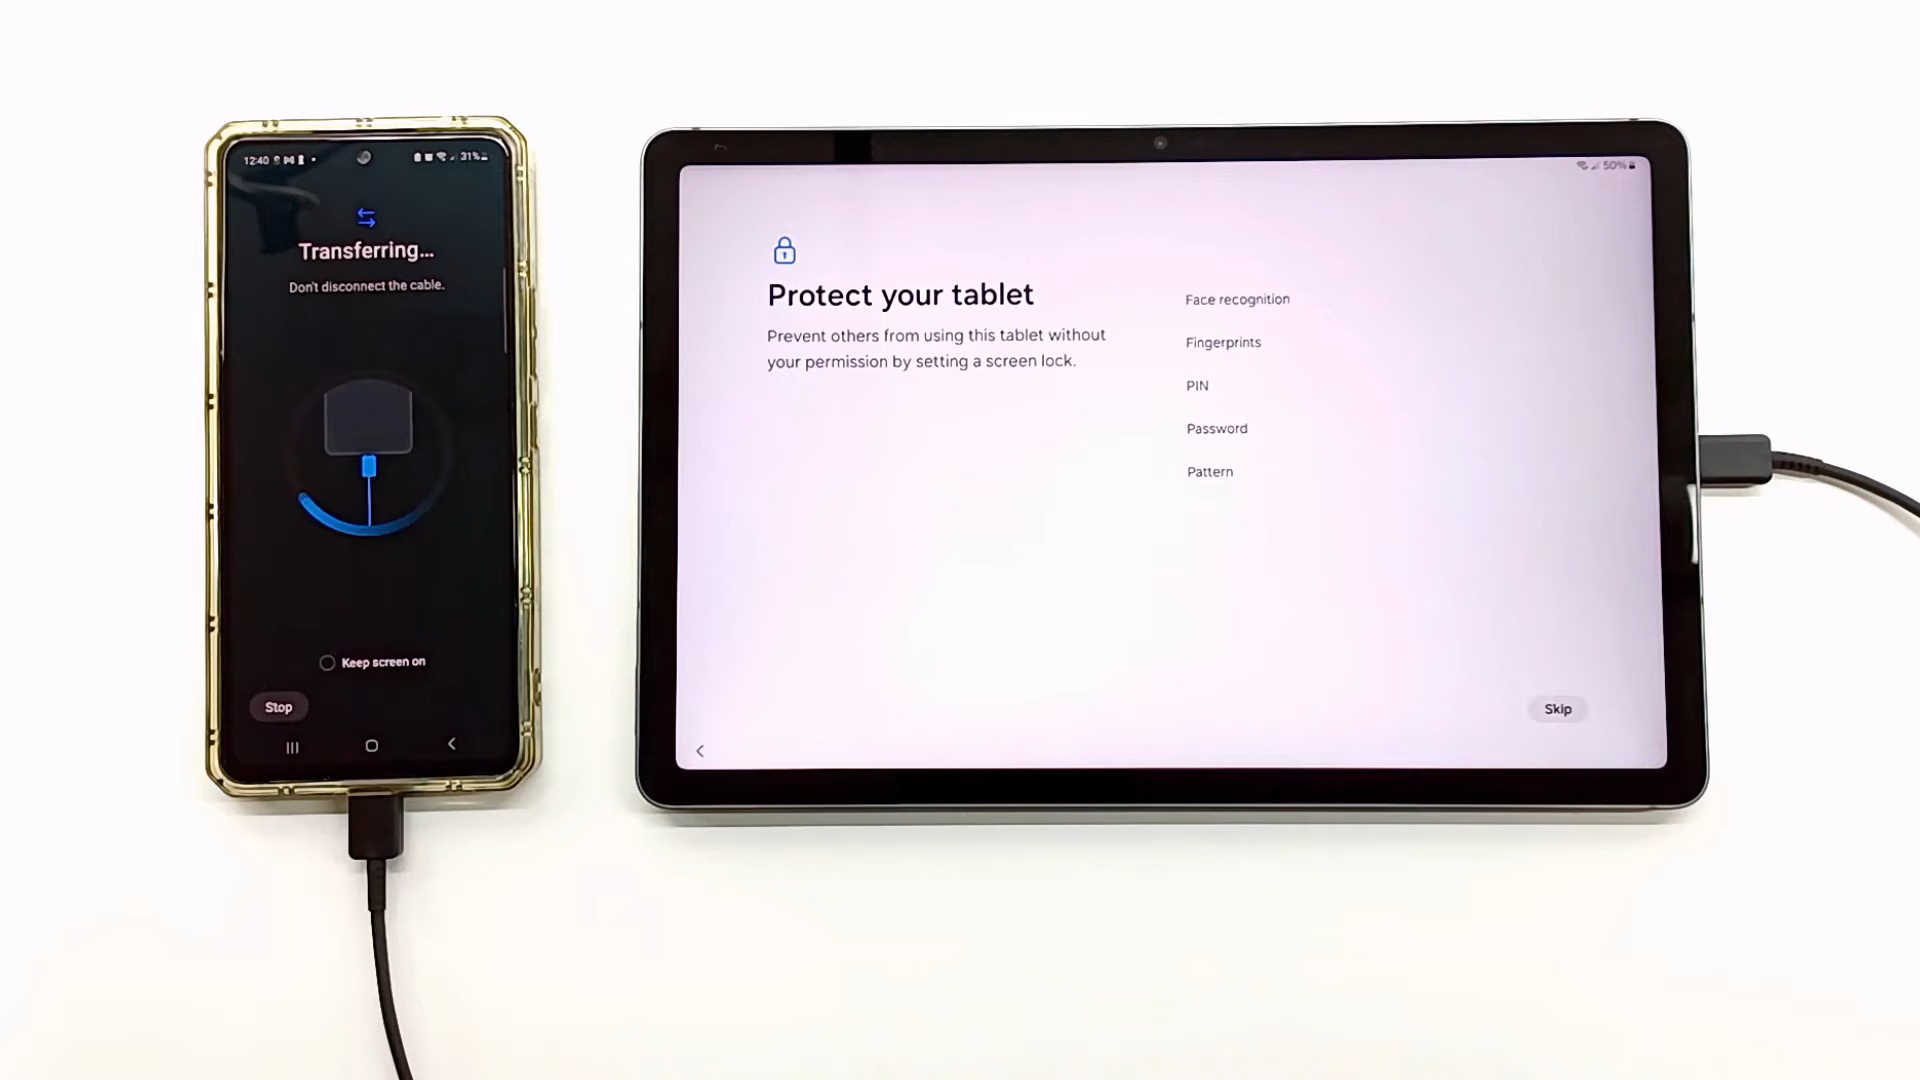 12:40
31%
Transferring...
Don't disconnect the cable.
Keep screen on
Stop
50%
Protect your tablet
Prevent others from using this tablet without
your permission by setting a screen lock.
Face recognition
Fingerprints
PIN
Password
Pattern
Skip